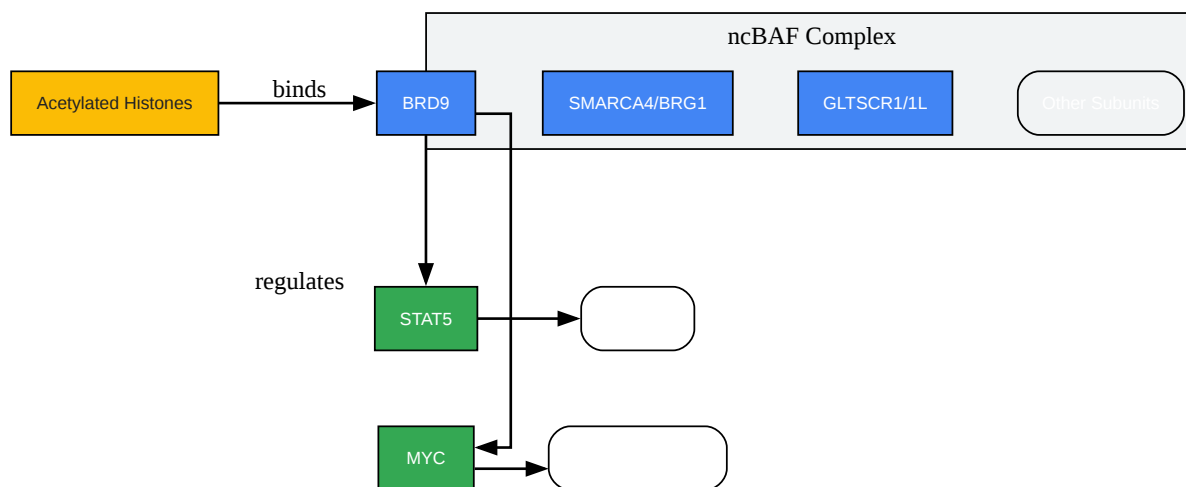 ncBAF Complex
Acetylated Histones
binds
BRD9
SMARCA4/BRG1
GLTSCR1/1L
Other Subunits
regulates
STAT5
MYC